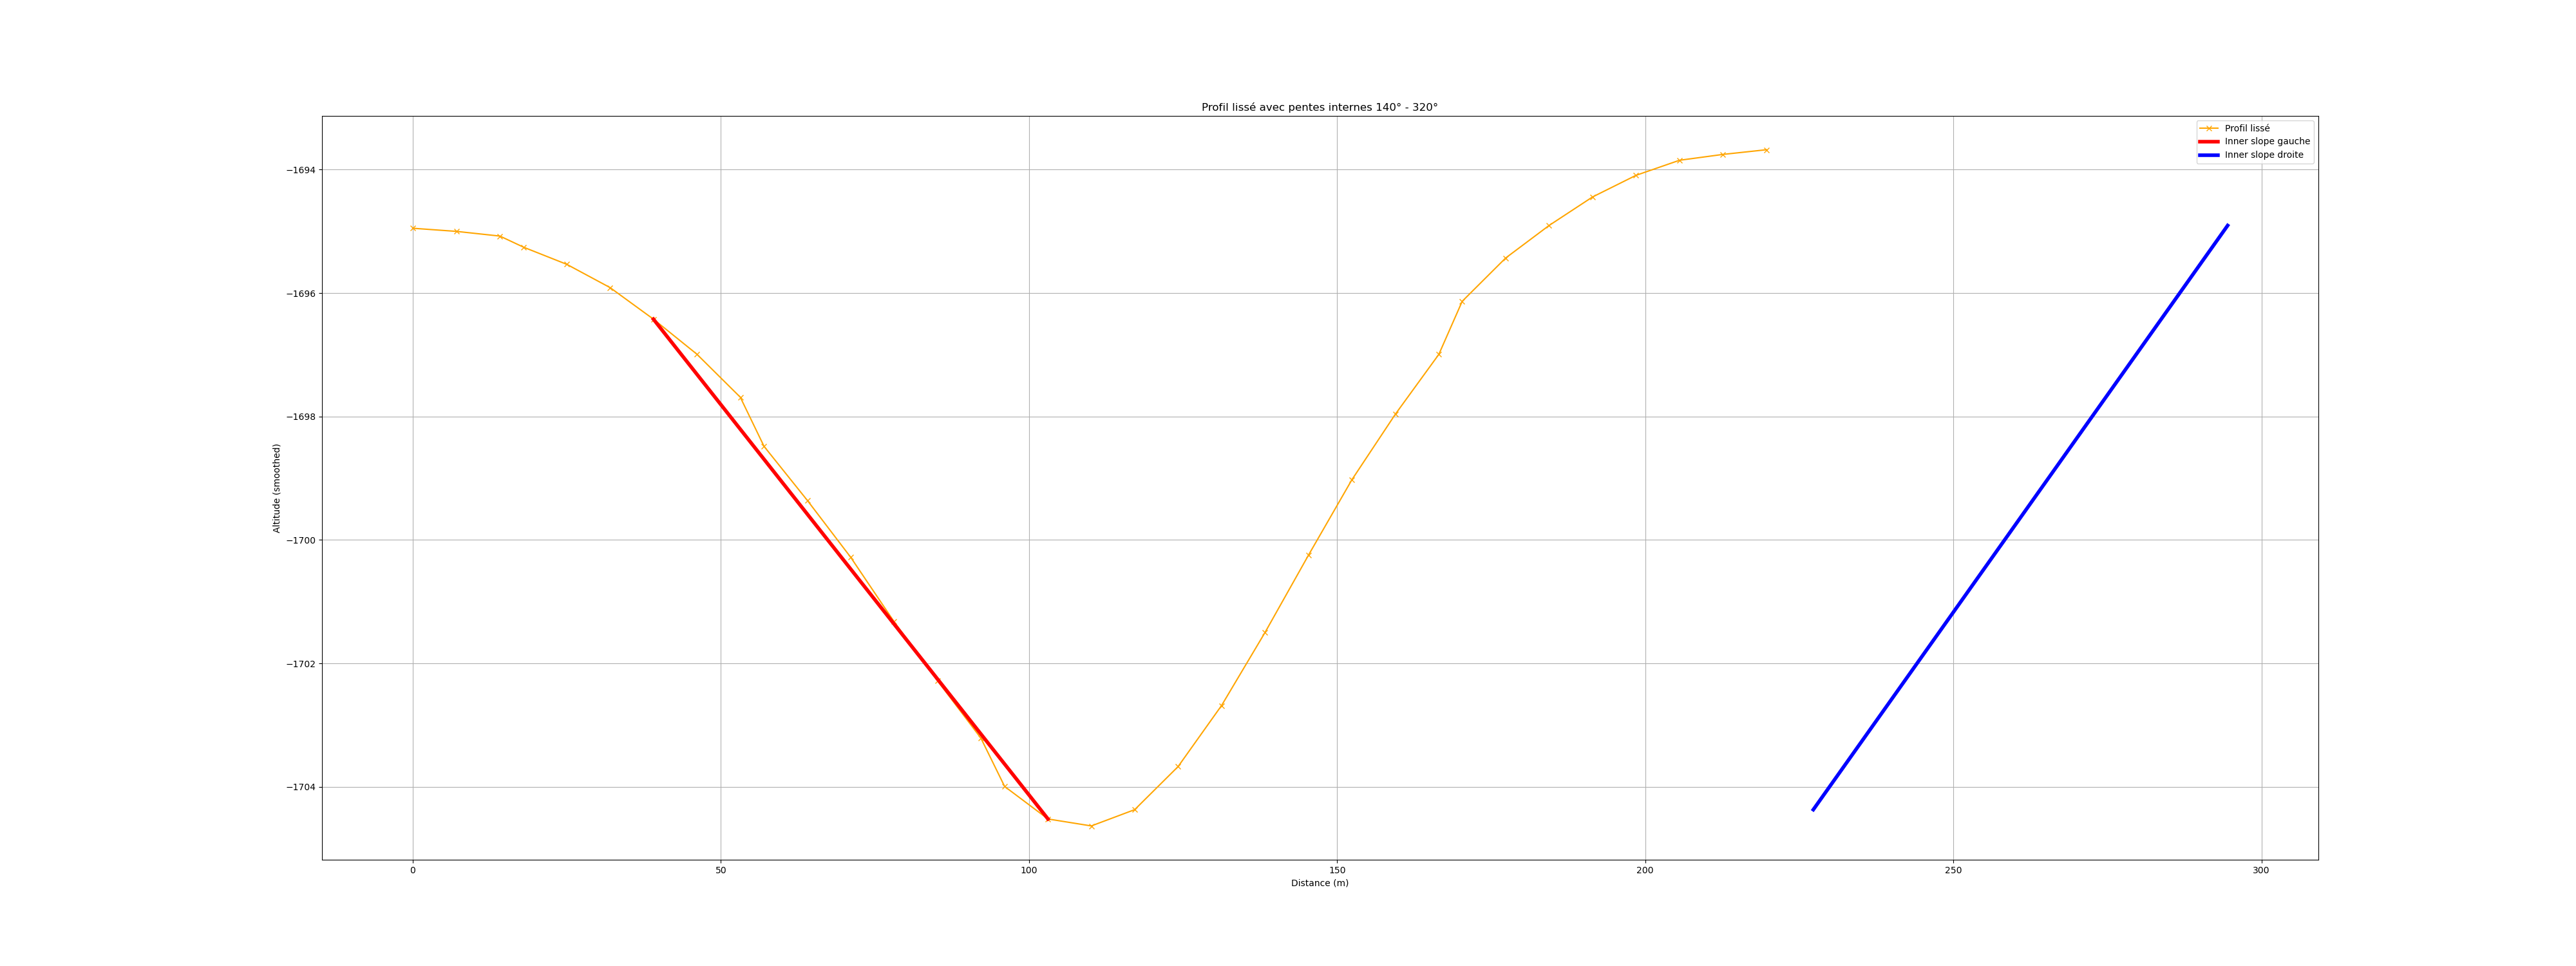 Profil lissé avec pentes internes 140° - 320°
Profil lissé
Inner slope gauche
Inner slope droite
Altitude (smoothed)
−1694
−1696
−1698
−1700
−1702
−1704
0
50
100
150
200
250
300
Distance (m)